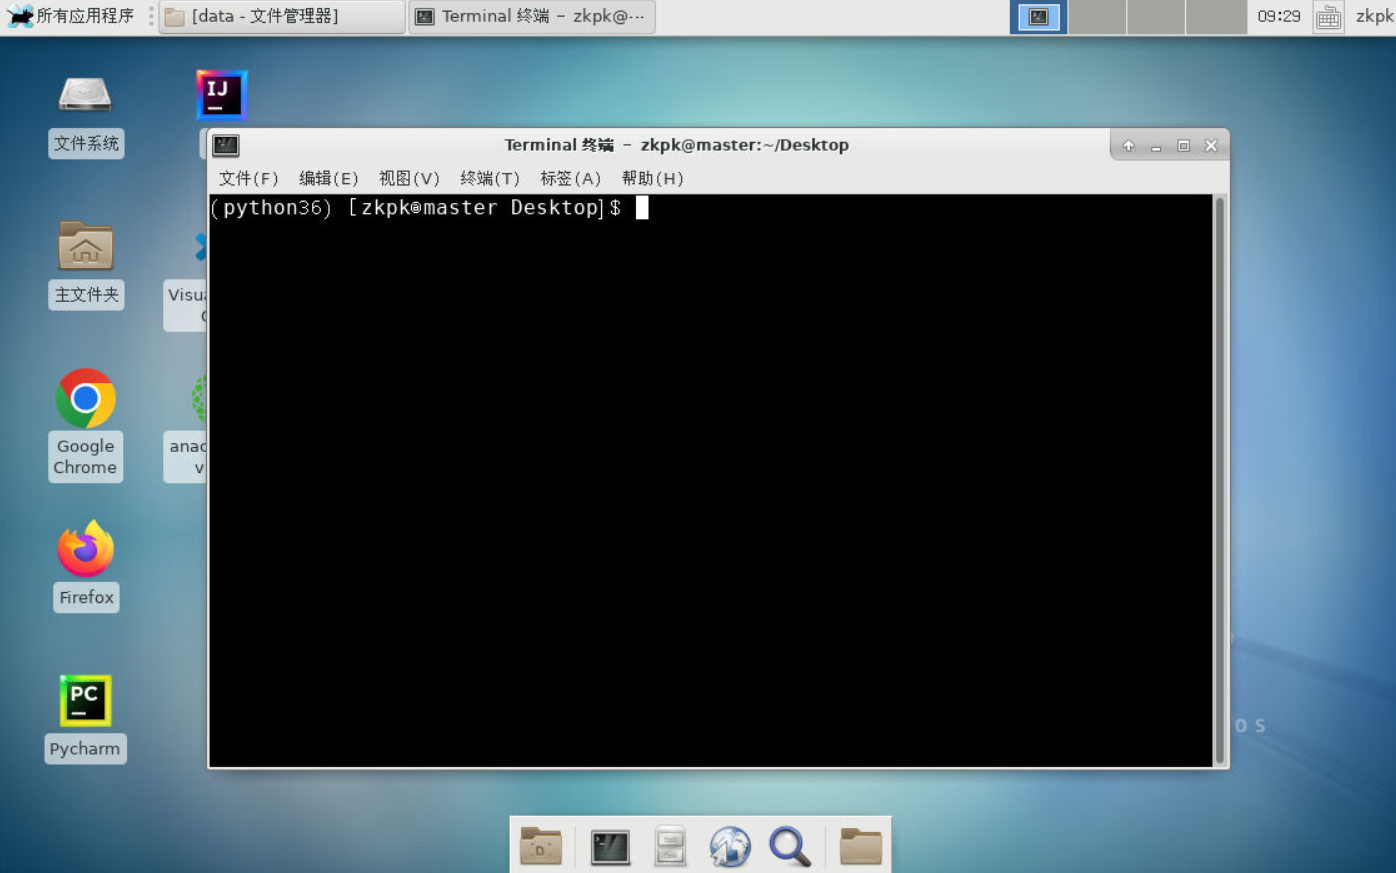 所有应用程序
[data - 文件管理器]
Terminal 终端 - zkpk@···
09:29
zkpk
文件系统
IJ
主文件夹
Visu
Google
Chrome
anac
v
Firefox
PC
Pycharm
Terminal 终端 - zkpk@master:~/Desktop
文件(F) 编辑(E) 视图(V) 终端(T) 标签(A) 帮助(H)
(python36) [zkpk@master Desktop]$
OS